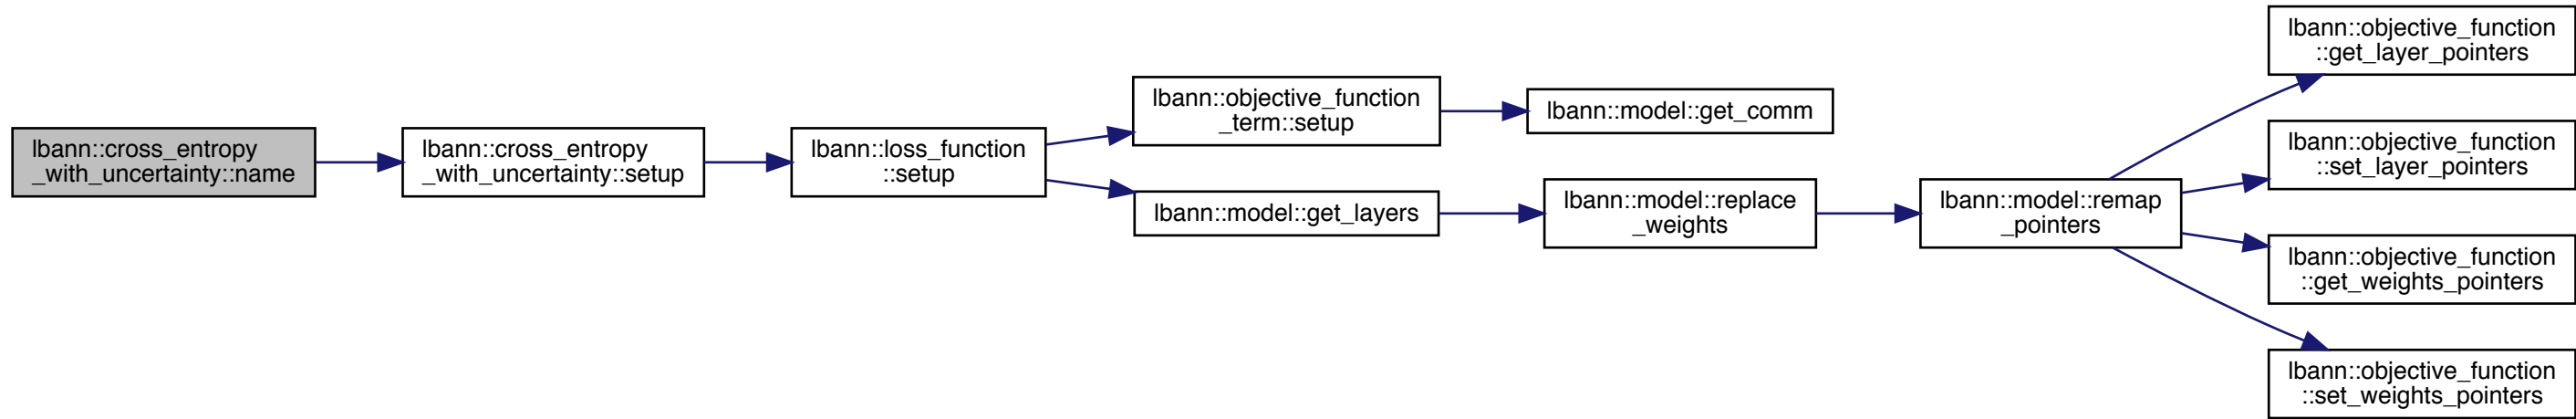 lbann::cross_entropy
_with_uncertainty::name
lbann::cross_entropy
_with_uncertainty::setup
lbann::loss_function
::setup
lbann::objective_function
_term::setup
lbann::model::get_comm
lbann::model::get_layers
lbann::model::replace
_weights
lbann::model::remap
_pointers
lbann::objective_function
::get_layer_pointers
lbann::objective_function
::set_layer_pointers
lbann::objective_function
::get_weights_pointers
lbann::objective_function
::set_weights_pointers